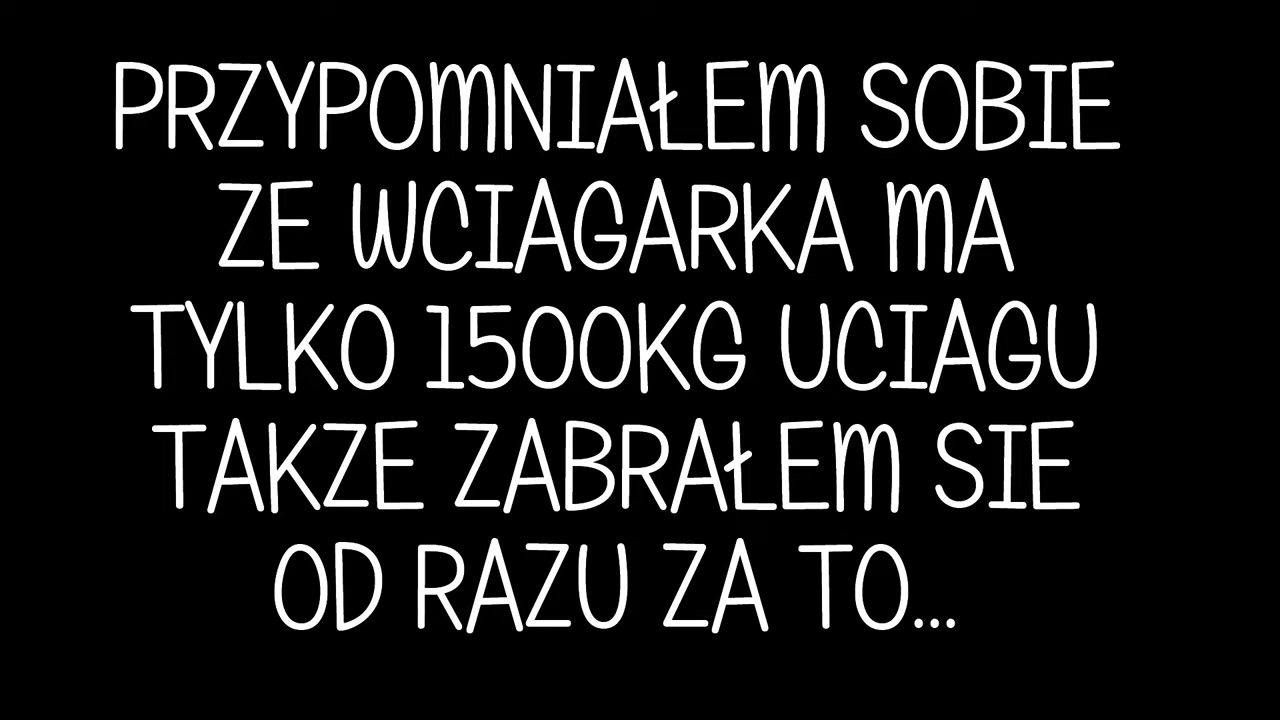 PRZYPOMNIAŁEM SOBIE
ZE WCIAGARKA MA
TYLKO 1500KG UCIAGU
TAKZE ZABRAŁEM SIE
OD RAZU ZA TO...